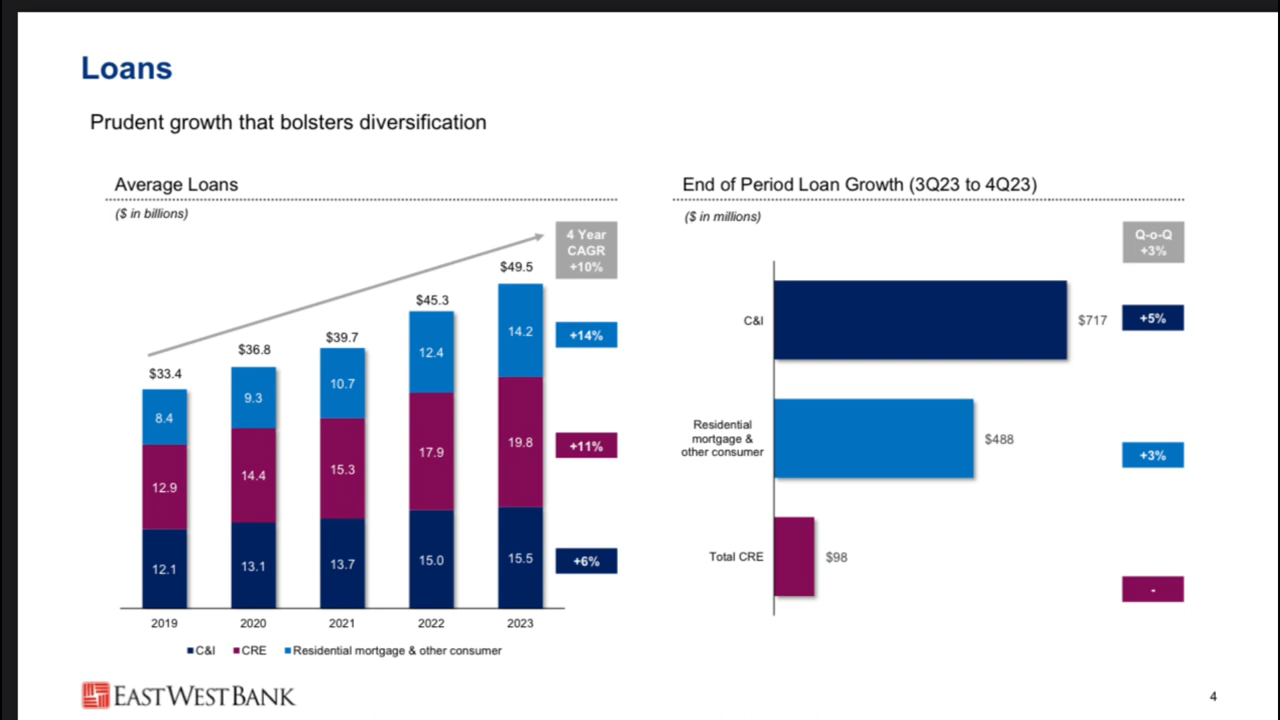 Loans
Prudent growth that bolsters diversification
Average Loans
($ in billions)
4 Year
CAGR
+10%
$33.4
$36.8
$39.7
$45.3
$49.5
8.4
9.3
10.7
12.4
14.2
+14%
12.9
14.4
15.3
17.9
19.8
+11%
12.1
13.1
13.7
15.0
15.5
+6%
2019
2020
2021
2022
2023
C&I
CRE
Residential mortgage & other consumer
End of Period Loan Growth (3Q23 to 4Q23)
($ in millions)
Q-o-Q
+3%
C&I
$717
+5%
Residential
mortgage &
other consumer
$488
+3%
Total CRE
$98
-
EASTWESTBANK
4